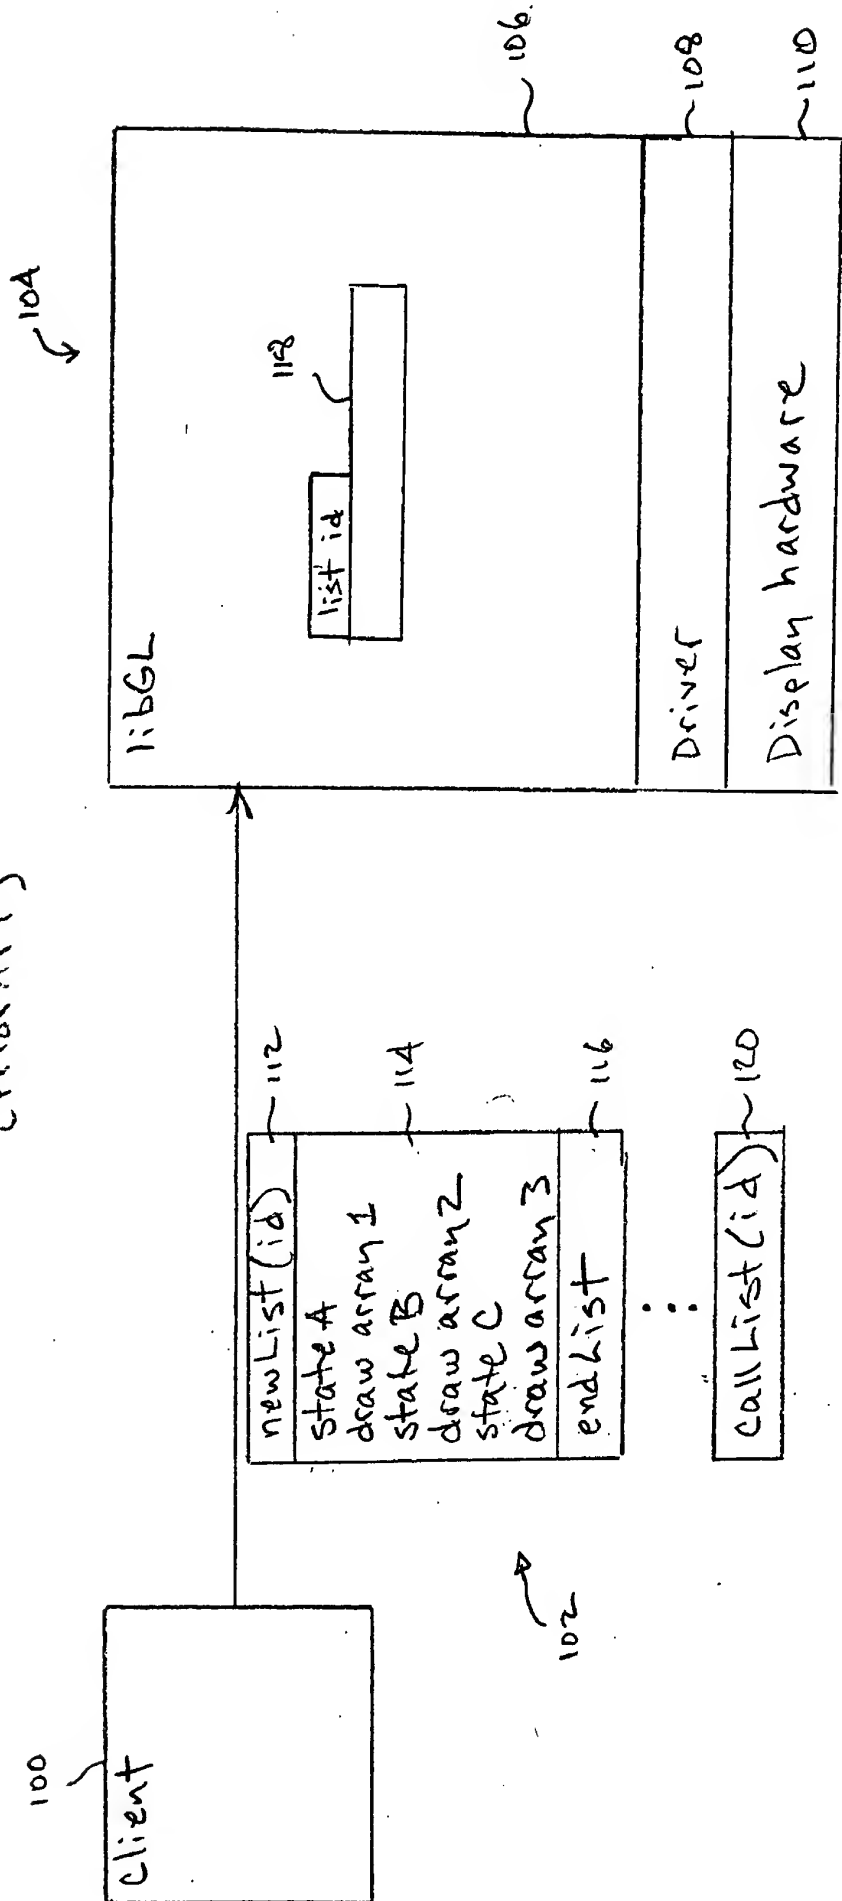 104
libGL
106.
118
list id
Driver
108
Display hardware
110
100
Client
newList(id)
112
state A
draw array 1
state B
draw array 2
state C
draw array 3
114
endList
116
callList(id)
120
102